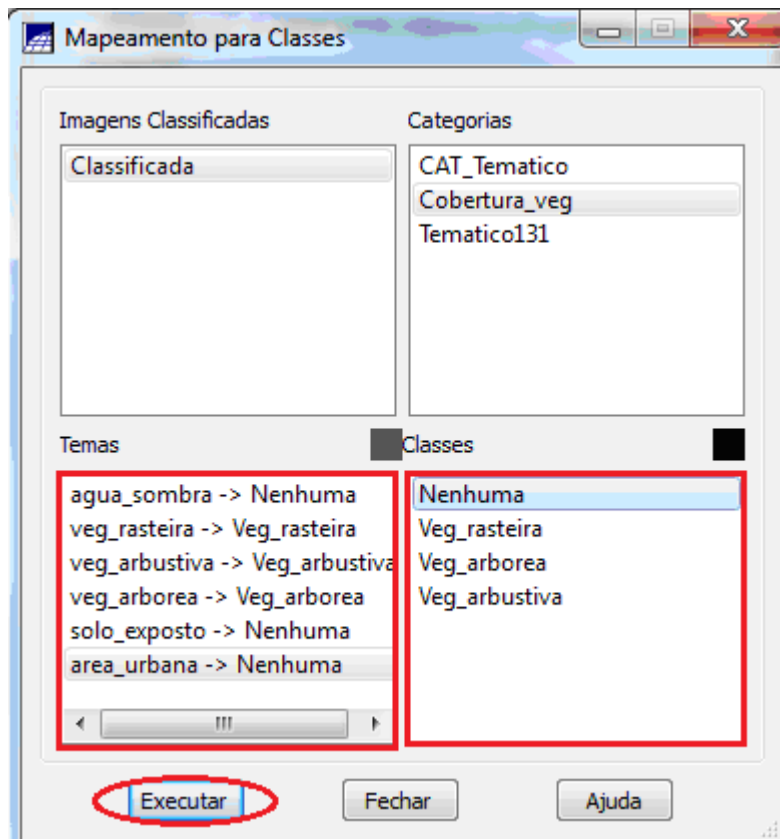 Mapeamento para Classes
Imagens Classificadas
Classificada
Categorias
CAT_Tematico
Cobertura_veg
Tematico131
Temas
agua_sombra -> Nenhuma
veg_rasteira -> Veg_rasteira
veg_arbustiva -> Veg_arbustiva
veg_arborea -> Veg_arborea
solo_exposto -> Nenhuma
area_urbana -> Nenhuma
Classes
Nenhuma
Veg_rasteira
Veg_arborea
Veg_arbustiva
Executar
Fechar
Ajuda